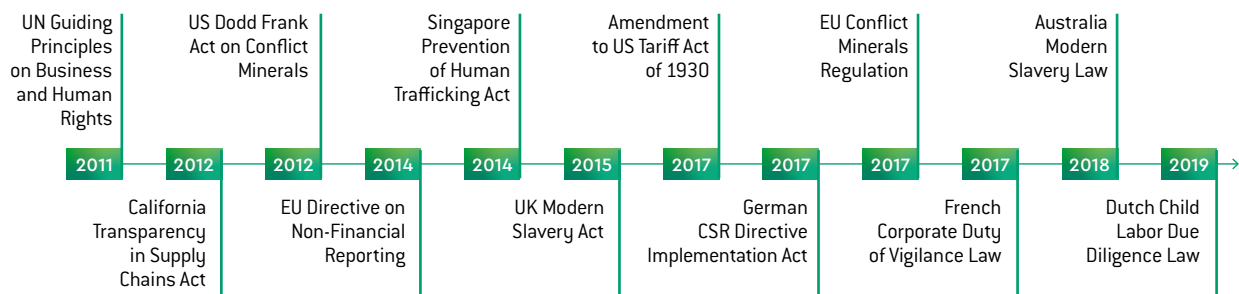 UN Guiding
Principles
on Business
and Human
Rights
2011
California
Transparency
in Supply
Chains Act
2012
US Dodd Frank
Act on Conflict
Minerals
2012
EU Directive on
Non-Financial
Reporting
2014
Singapore
Prevention
of Human
Trafficking Act
2014
UK Modern
Slavery Act
2015
Amendment
to US Tariff Act
of 1930
2017
German
CSR Directive
Implementation Act
2017
EU Conflict
Minerals
Regulation
2017
French
Corporate Duty
of Vigilance Law
2017
Australia
Modern
Slavery Law
2018
Dutch Child
Labor Due
Diligence Law
2019